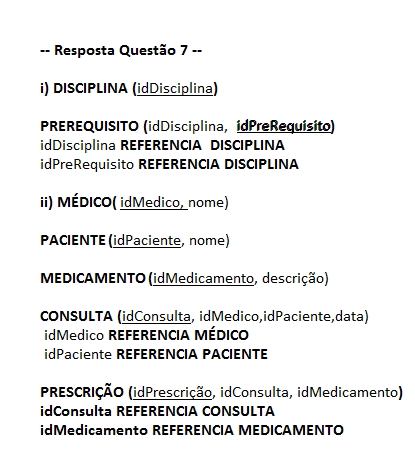 -- Resposta Questão 7 --
i) DISCIPLINA (idDisciplina)
PREREQUISITO (idDisciplina, idPreRequisito)
idDisciplina REFERENCIA DISCIPLINA
idPreRequisito REFERENCIA DISCIPLINA
ii) MÉDICO( idMedico, nome)
PACIENTE (idPaciente, nome)
MEDICAMENTO (idMedicamento, descrição)
CONSULTA (idConsulta, idMedico,idPaciente,data)
idMedico REFERENCIA MÉDICO
idPaciente REFERENCIA PACIENTE
PRESCRIÇÃO (idPrescrição, idConsulta, idMedicamento)
idConsulta REFERENCIA CONSULTA
idMedicamento REFERENCIA MEDICAMENTO